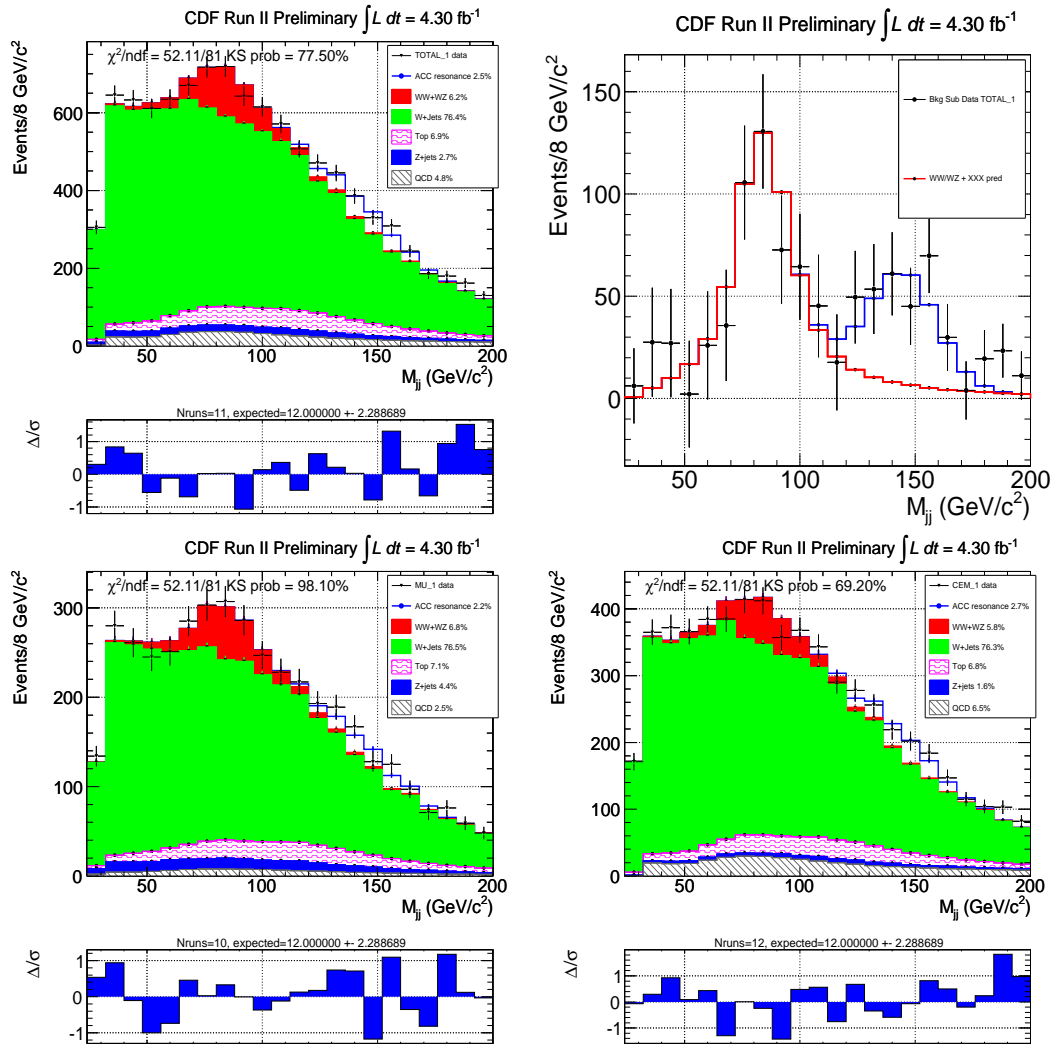 CDF Run II Preliminary ∫L dt = 4.30 fb⁻¹
χ²/ndf = 52.11/81 KS prob = 77.50%
TOTAL_1 data
ACC resonance 2.5%
WW+WZ 6.2%
W+Jets 76.4%
Top 6.9%
Z+jets 2.7%
QCD 4.8%
Events/8 GeV/c²
600
400
200
0
50
100
150
200
M_jj (GeV/c²)
Nruns=11, expected=12.000000 +- 2.288689
Δ/σ
1
0
-1
CDF Run II Preliminary ∫L dt = 4.30 fb⁻¹
Bkg Sub Data TOTAL_1
WW/WZ + XXX pred
Events/8 GeV/c²
150
100
50
0
50
100
150
200
M_jj (GeV/c²)
CDF Run II Preliminary ∫L dt = 4.30 fb⁻¹
χ²/ndf = 52.11/81 KS prob = 98.10%
MU_1 data
ACC resonance 2.2%
WW+WZ 6.8%
W+Jets 76.5%
Top 7.1%
Z+jets 4.4%
QCD 2.5%
Events/8 GeV/c²
300
200
100
0
50
100
150
200
M_jj (GeV/c²)
Nruns=10, expected=12.000000 +- 2.288689
Δ/σ
1
0
-1
CDF Run II Preliminary ∫L dt = 4.30 fb⁻¹
χ²/ndf = 52.11/81 KS prob = 69.20%
CEM_1 data
ACC resonance 2.7%
WW+WZ 5.8%
W+Jets 76.3%
Top 6.8%
Z+jets 1.6%
QCD 6.5%
Events/8 GeV/c²
400
300
200
100
0
50
100
150
200
M_jj (GeV/c²)
Nruns=12, expected=12.000000 +- 2.288689
Δ/σ
1
0
-1